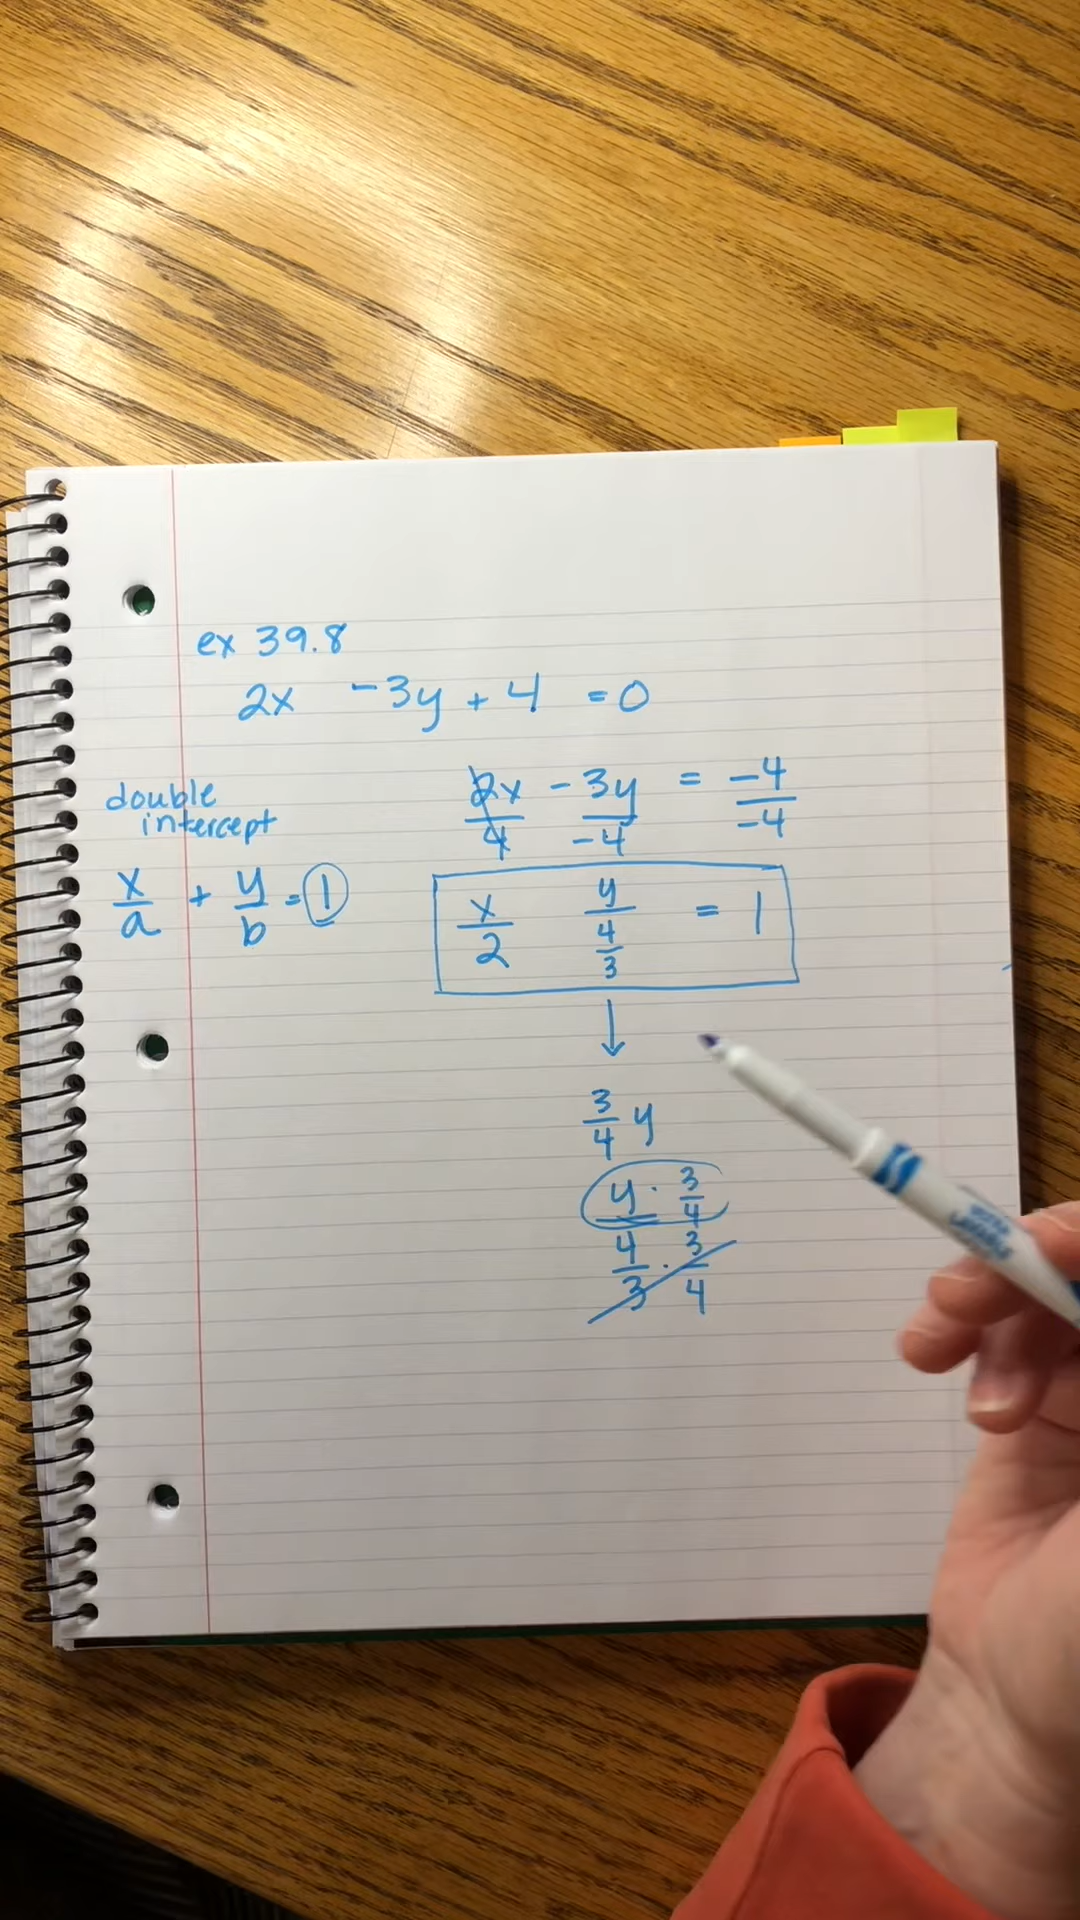 ex 39.8
2x - 3y + 4 = 0
double
intercept
x/a + y/b = 1
2x/4 - 3y/-4 = -4/-4
x/2 y/(4/3) = 1
↓
3/4 y
y · 3/4
4/3 · 3/4